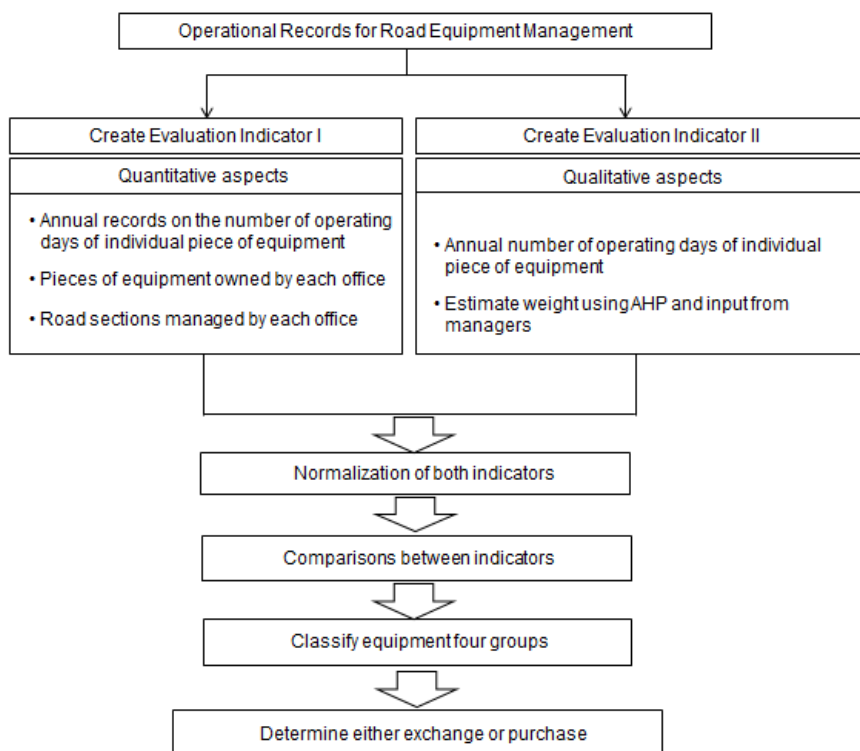 Operational Records for Road Equipment Management
Create Evaluation Indicator I
Quantitative aspects
• Annual records on the number of operating
days of individual piece of equipment
• Pieces of equipment owned by each office
• Road sections managed by each office
Create Evaluation Indicator II
Qualitative aspects
• Annual number of operating days of individual
piece of equipment
• Estimate weight using AHP and input from
managers
Normalization of both indicators
Comparisons between indicators
Classify equipment four groups
Determine either exchange or purchase